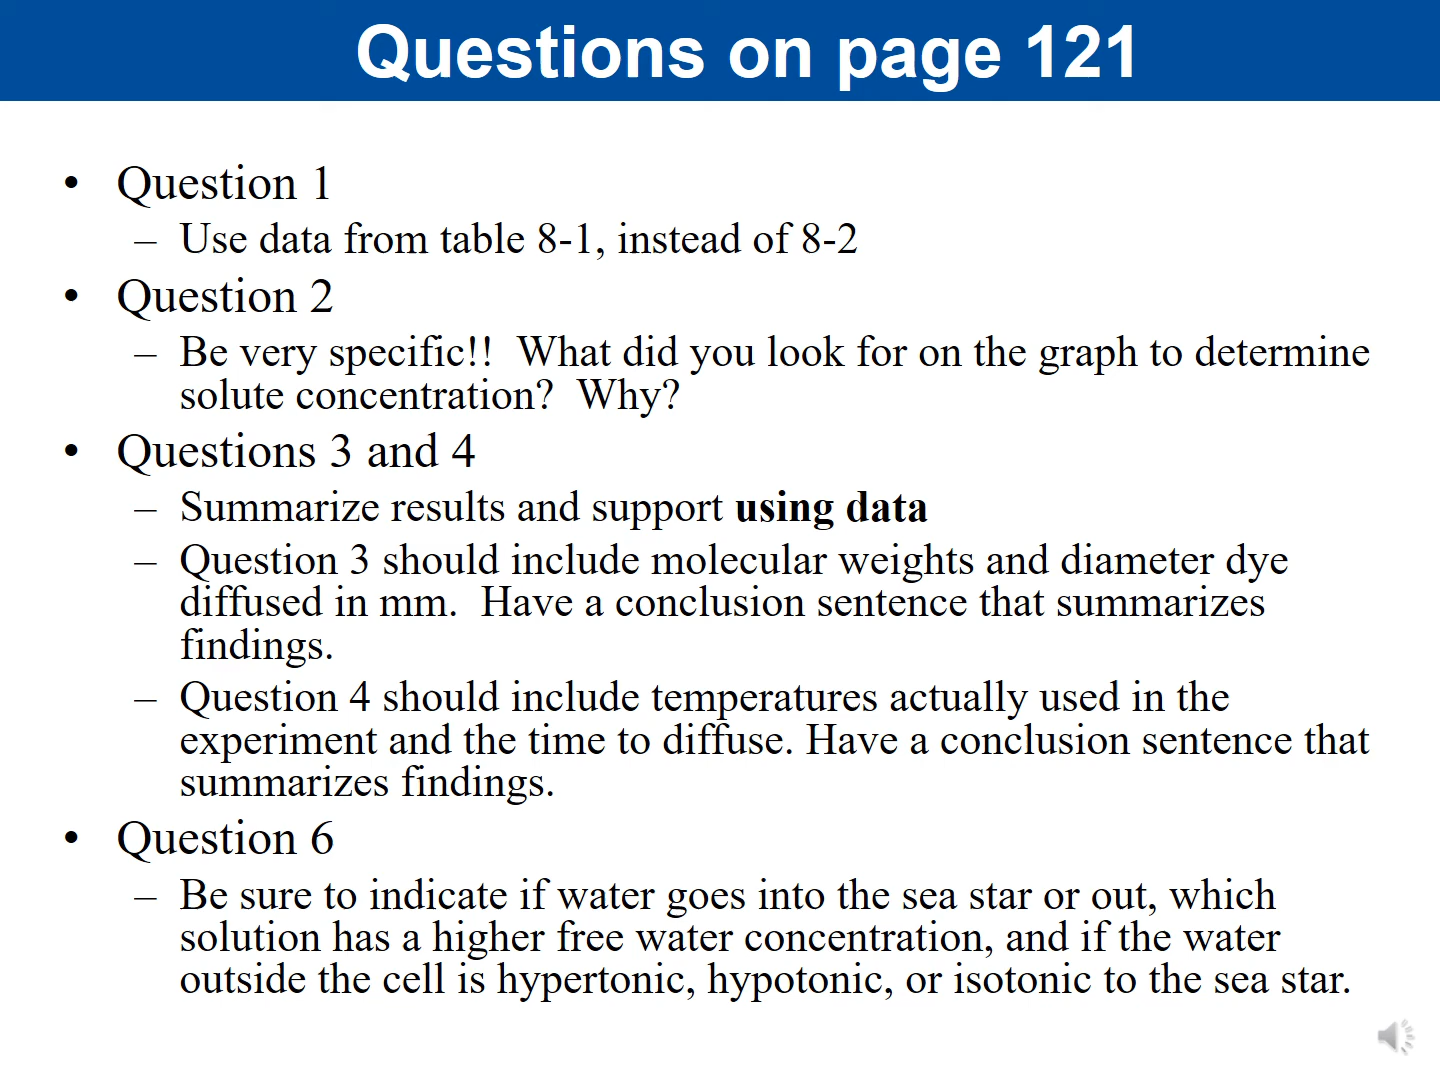 Questions on page 121
• Question 1
– Use data from table 8-1, instead of 8-2
• Question 2
– Be very specific!!  What did you look for on the graph to determine
solute concentration?  Why?
• Questions 3 and 4
– Summarize results and support using data
– Question 3 should include molecular weights and diameter dye
diffused in mm.  Have a conclusion sentence that summarizes
findings.
– Question 4 should include temperatures actually used in the
experiment and the time to diffuse. Have a conclusion sentence that
summarizes findings.
• Question 6
– Be sure to indicate if water goes into the sea star or out, which
solution has a higher free water concentration, and if the water
outside the cell is hypertonic, hypotonic, or isotonic to the sea star.